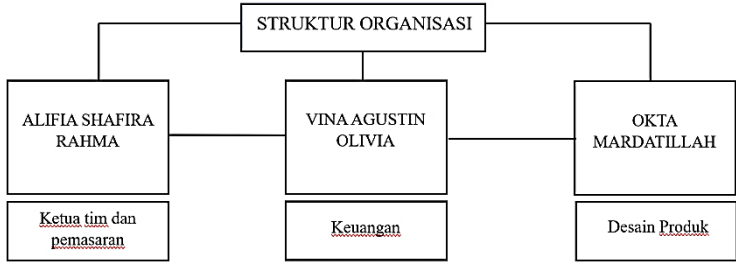 STRUKTUR ORGANISASI
ALIFIA SHAFIRA
RAHMA
VINA AGUSTIN
OLIVIA
OKTA
MARDATILLAH
Ketua tim dan
pemasaran
Keuangan
Desain Produk